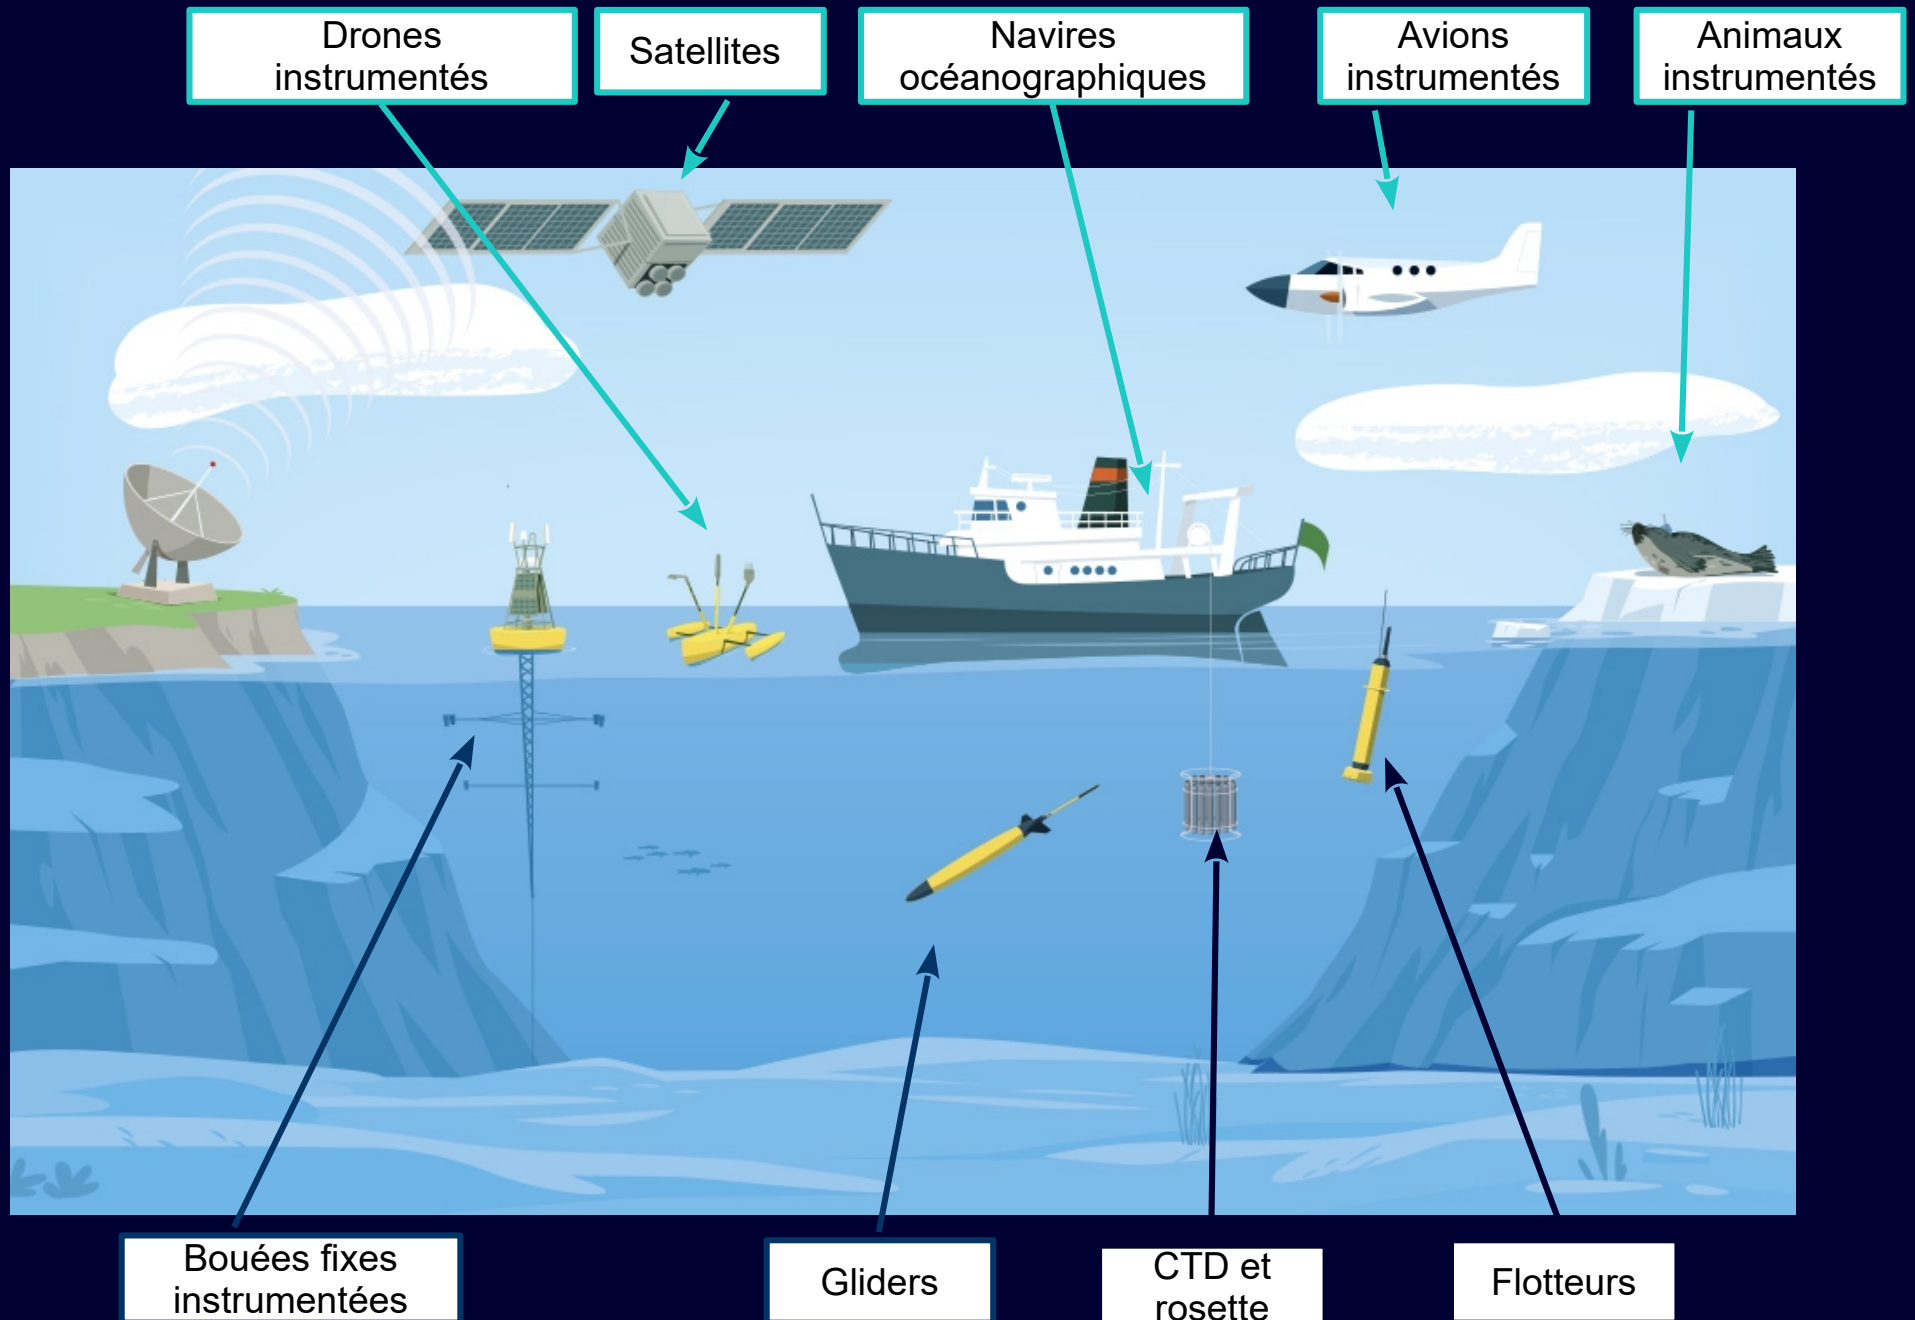 Drones
instrumentés
Satellites
Navires
océanographiques
Avions
instrumentés
Animaux
instrumentés
Bouées fixes
instrumentées
Gliders
CTD et
rosette
Flotteurs